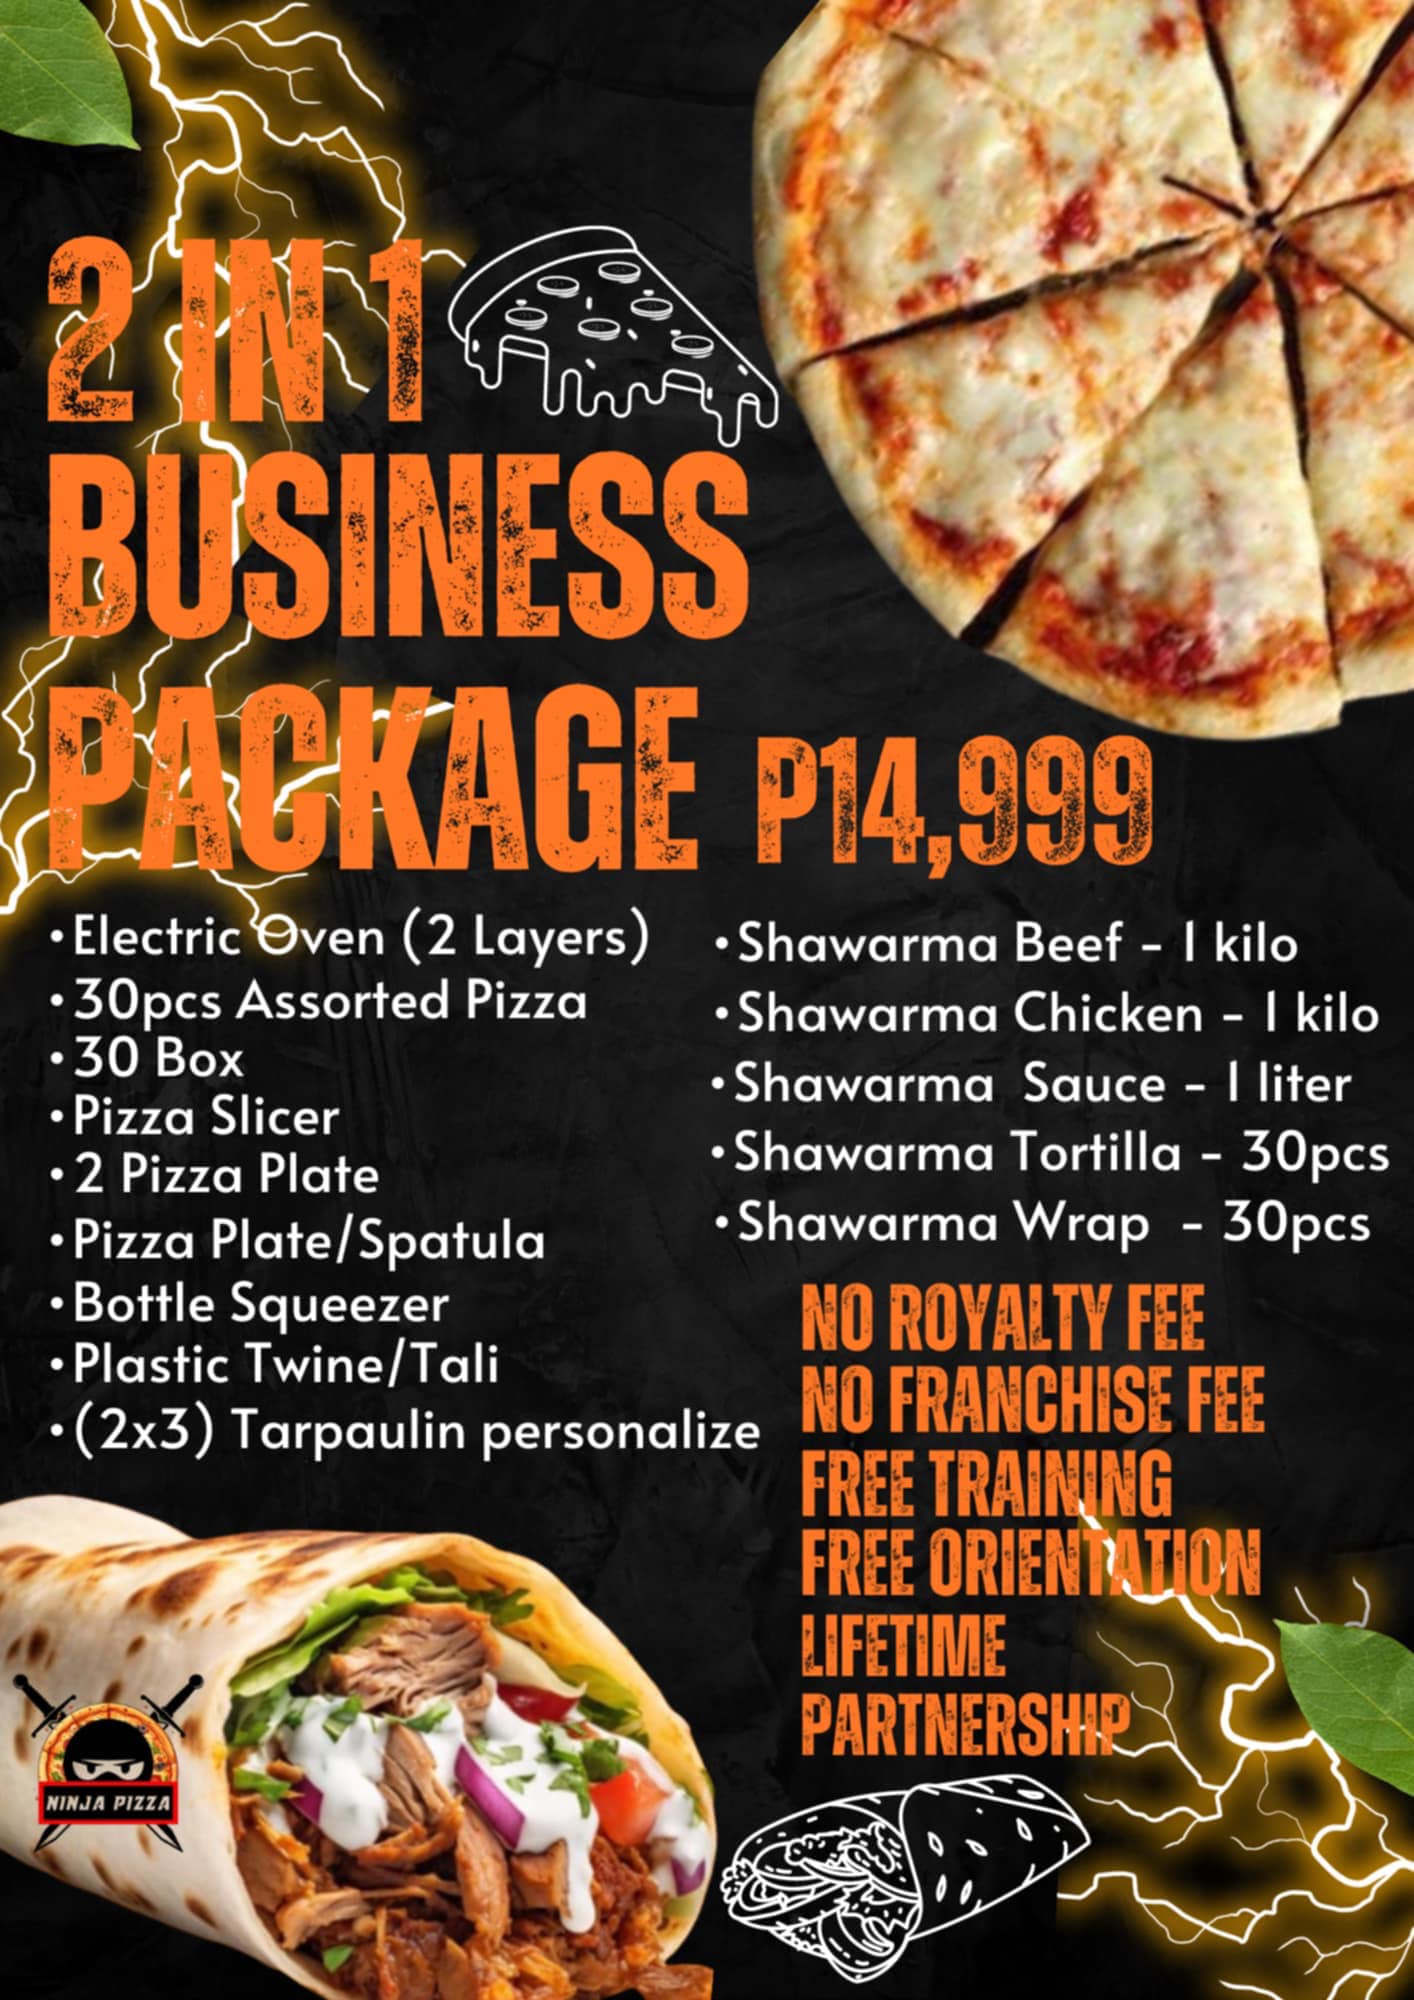 2 IN 1
BUSINESS
PACKAGE P14,999
•Electric Oven (2 Layers)
•30pcs Assorted Pizza
•30 Box
•Pizza Slicer
•2 Pizza Plate
•Pizza Plate/Spatula
•Bottle Squeezer
•Plastic Twine/Tali
•(2x3) Tarpaulin personalize
•Shawarma Beef - 1 kilo
•Shawarma Chicken - 1 kilo
•Shawarma  Sauce - 1 liter
•Shawarma Tortilla - 30pcs
•Shawarma Wrap  - 30pcs
NO ROYALTY FEE
NO FRANCHISE FEE
FREE TRAINING
FREE ORIENTATION
LIFETIME
PARTNERSHIP
NINJA PIZZA